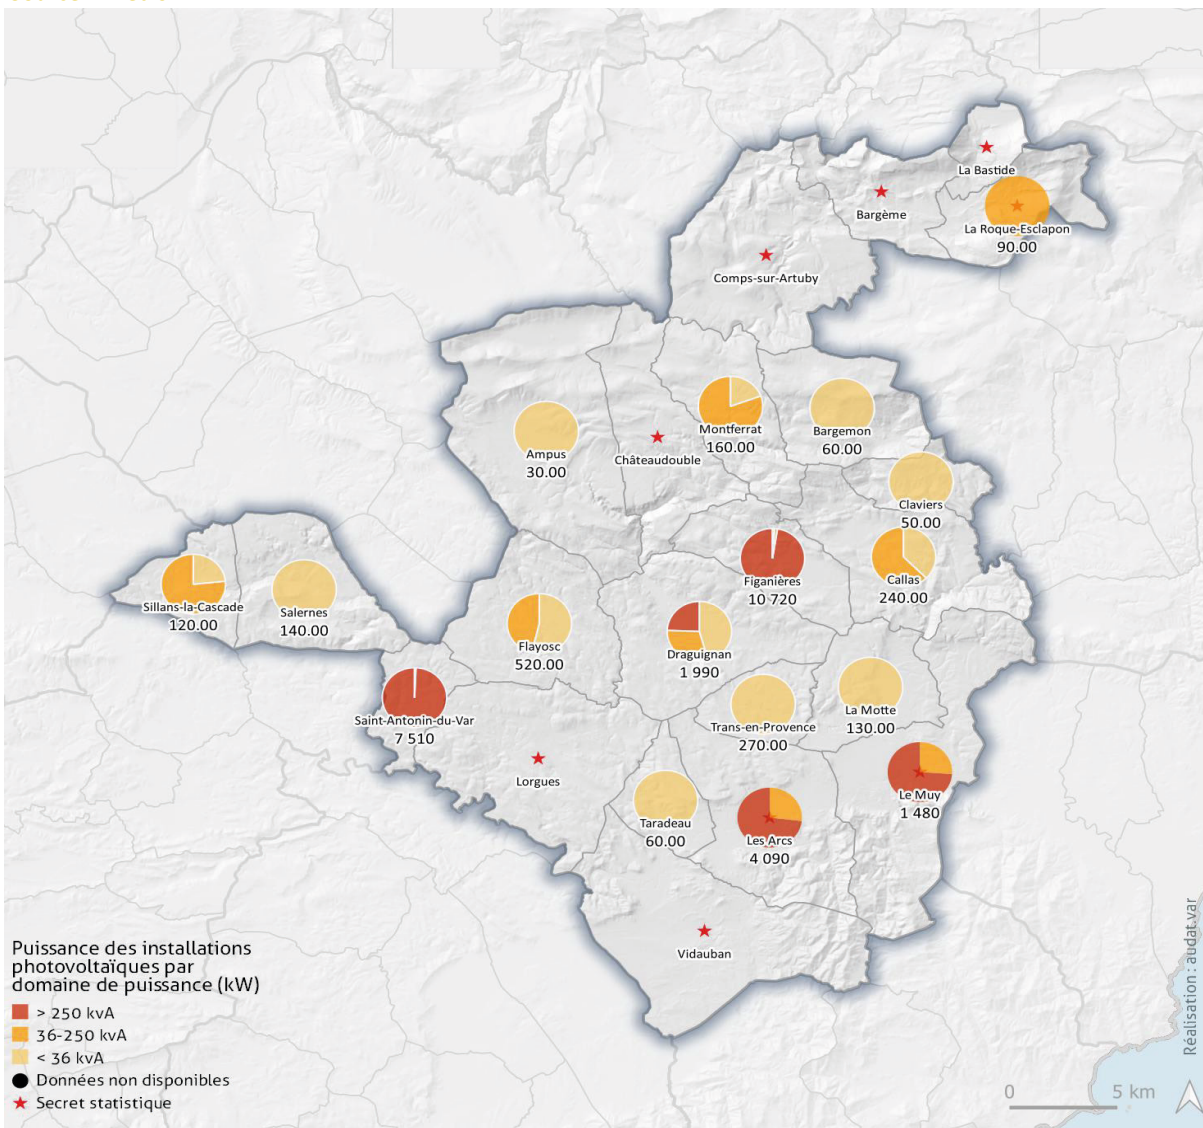 La Bastide
Bargème
La Roque-Esclapon
90.00
Comps-sur-Artuby
Montferrat
160.00
Bargemon
60.00
Ampus
30.00
Châteaudouble
Claviers
50.00
Figanières
10 720
Callas
240.00
Sillans-la-Cascade
120.00
Salernes
140.00
Flayosc
520.00
Draguignan
1 990
Saint-Antonin-du-Var
7 510
La Motte
130.00
Trans-en-Provence
270.00
Lorgues
Le Muy
1 480
Taradeau
60.00
Les Arcs
4 090
Vidauban
Puissance des installations
photovoltaïques par
domaine de puissance (kW)
> 250 kvA
36-250 kvA
< 36 kvA
Données non disponibles
Secret statistique
0 5 km
Réalisation : audat.var